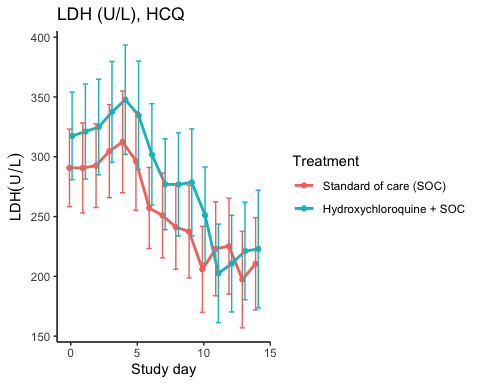 LDH (U/L), HCQ
400
350
300
250
200
150
LDH(U/L)
0
5
10
15
Study day
Treatment
Standard of care (SOC)
Hydroxychloroquine + SOC